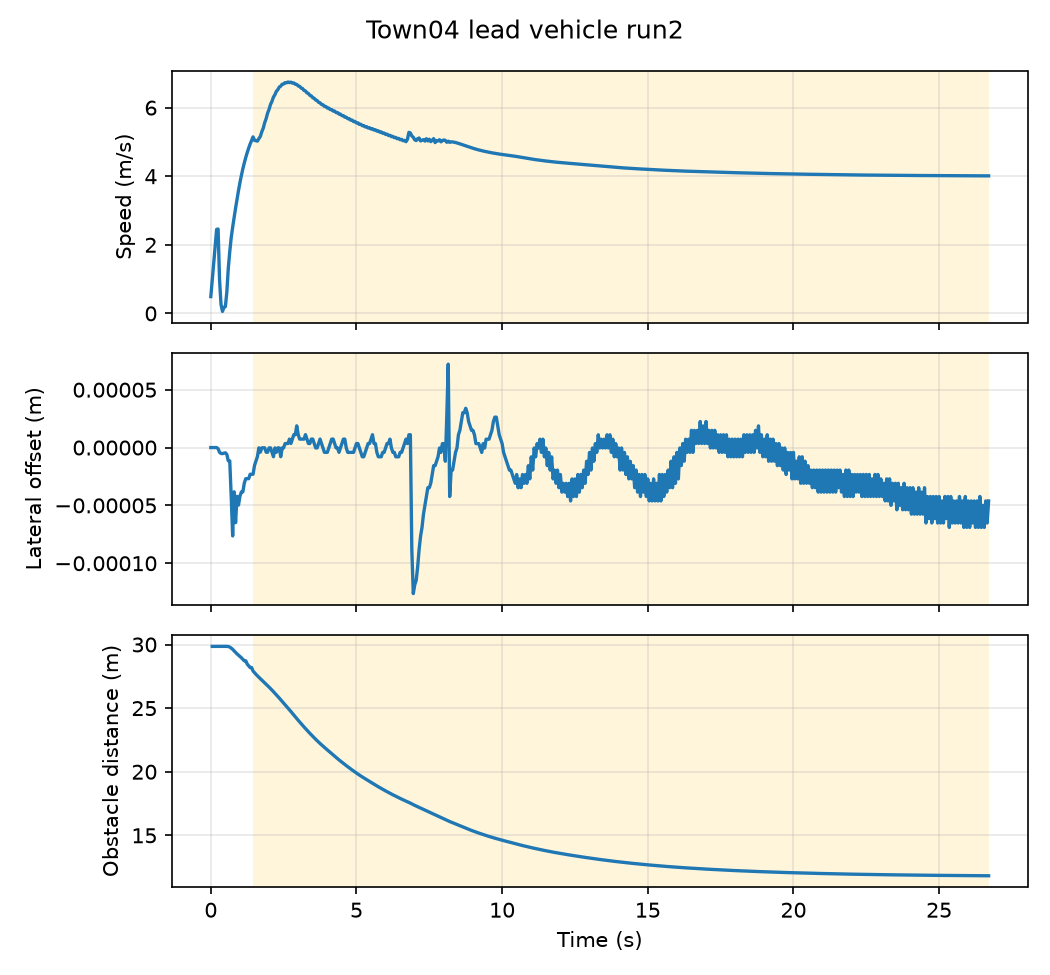 Town04 lead vehicle run2
6
4
2
0
Speed (m/s)
0.00005
0.00000
−0.00005
−0.00010
Lateral offset (m)
30
25
20
15
Obstacle distance (m)
0 5 10 15 20 25
Time (s)